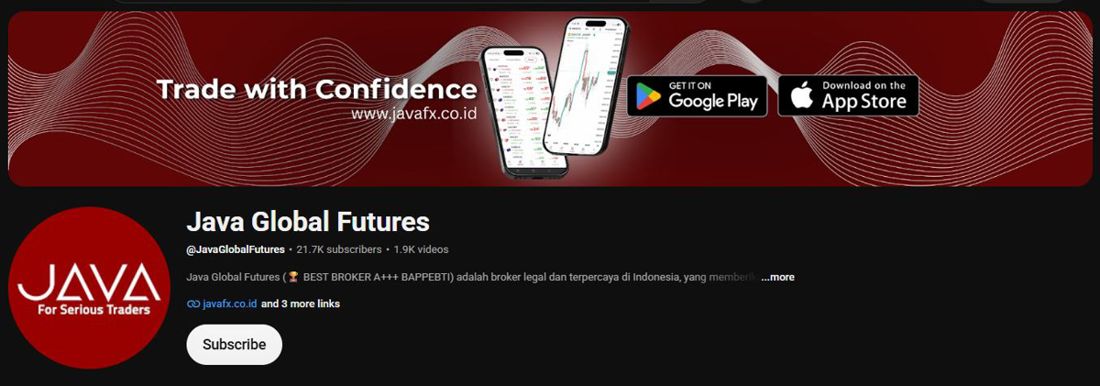 Trade with Confidence
www.javafx.co.id
GET IT ON
Google Play
Download on the
App Store
JAVA
For Serious Traders
Java Global Futures
@JavaGlobalFutures • 21.7K subscribers • 1.9K videos
Java Global Futures (🏆 BEST BROKER A+++ BAPPEBTI) adalah broker legal dan terpercaya di Indonesia, yang ...more
javafx.co.id and 3 more links
Subscribe